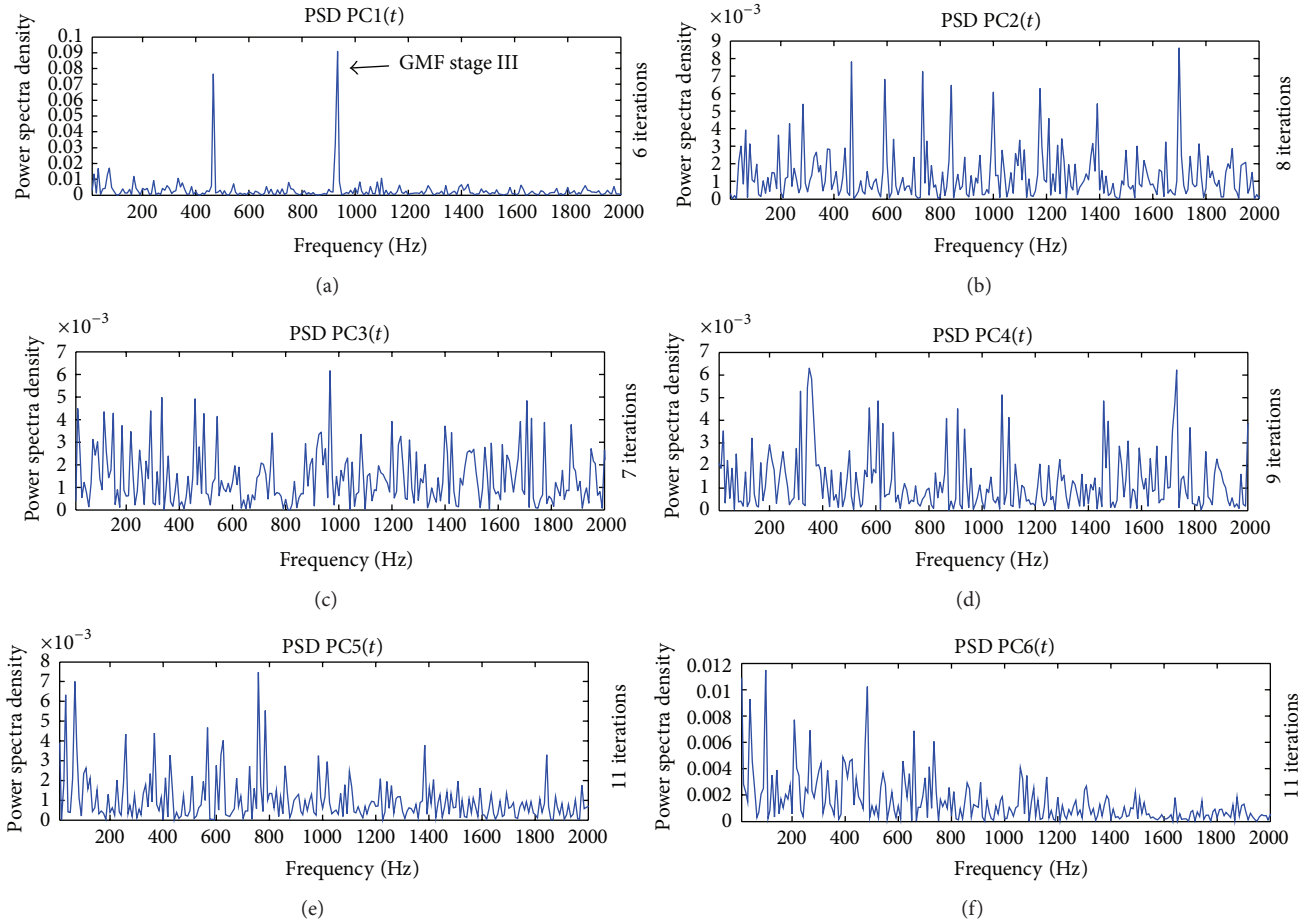 PSD PC1(t)
Power spectra density
0.1
0.09
0.08
0.07
0.06
0.05
0.04
0.03
0.02
0.01
0
GMF stage III
6 iterations
200 400 600 800 1000 1200 1400 1600 1800 2000
Frequency (Hz)
(a)
PSD PC2(t)
×10−3
Power spectra density
9
8
7
6
5
4
3
2
1
0
8 iterations
200 400 600 800 1000 1200 1400 1600 1800 2000
Frequency (Hz)
(b)
PSD PC3(t)
×10−3
Power spectra density
7
6
5
4
3
2
1
0
7 iterations
200 400 600 800 1000 1200 1400 1600 1800 2000
Frequency (Hz)
(c)
PSD PC4(t)
×10−3
Power spectra density
7
6
5
4
3
2
1
0
9 iterations
200 400 600 800 1000 1200 1400 1600 1800 2000
Frequency (Hz)
(d)
PSD PC5(t)
×10−3
Power spectra density
8
7
6
5
4
3
2
1
0
11 iterations
200 400 600 800 1000 1200 1400 1600 1800 2000
Frequency (Hz)
(e)
PSD PC6(t)
Power spectra density
0.012
0.01
0.008
0.006
0.004
0.002
0
11 iterations
200 400 600 800 1000 1200 1400 1600 1800 2000
Frequency (Hz)
(f)